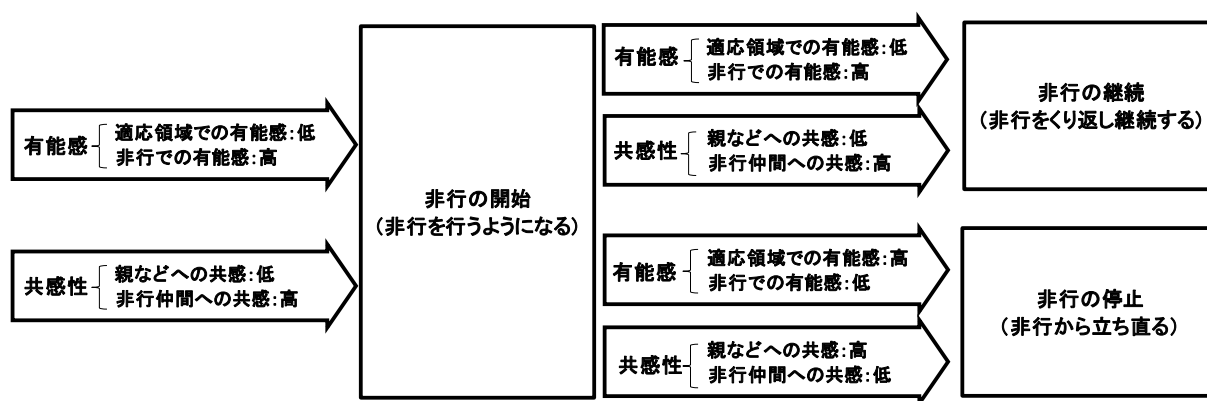 有能感
適応領域での有能感:低
非行での有能感:高
共感性
親などへの共感:低
非行仲間への共感:高
非行の開始
(非行を行うようになる)
有能感
適応領域での有能感:低
非行での有能感:高
共感性
親などへの共感:低
非行仲間への共感:高
非行の継続
(非行をくり返し継続する)
有能感
適応領域での有能感:高
非行での有能感:低
共感性
親などへの共感:高
非行仲間への共感:低
非行の停止
(非行から立ち直る)